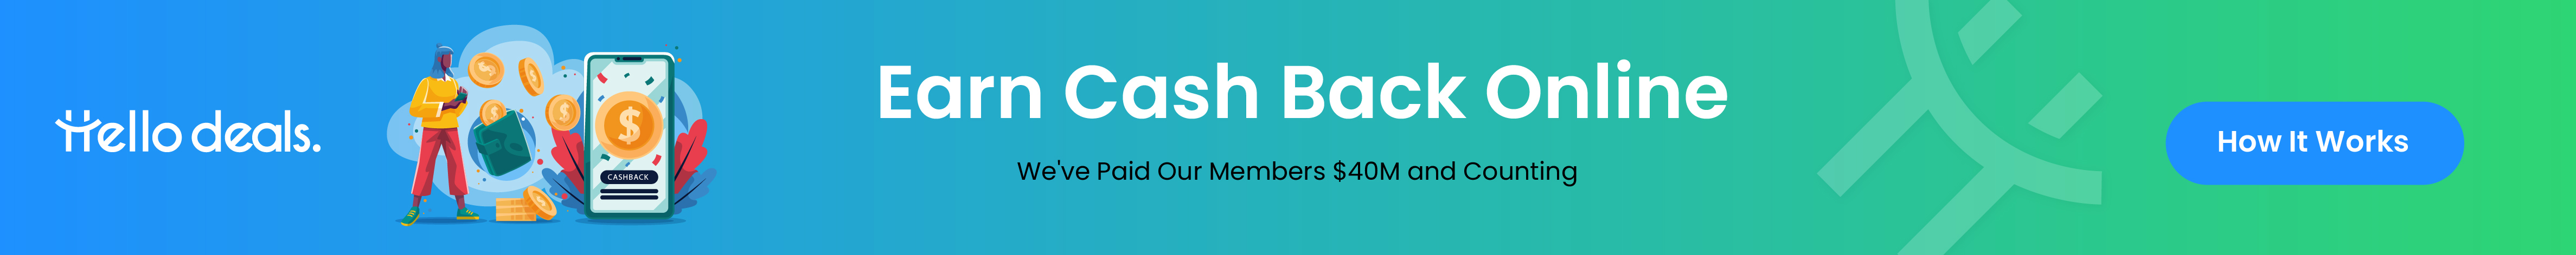 Hello deals.
CASHBACK
Earn Cash Back Online
We've Paid Our Members $40M and Counting
How It Works